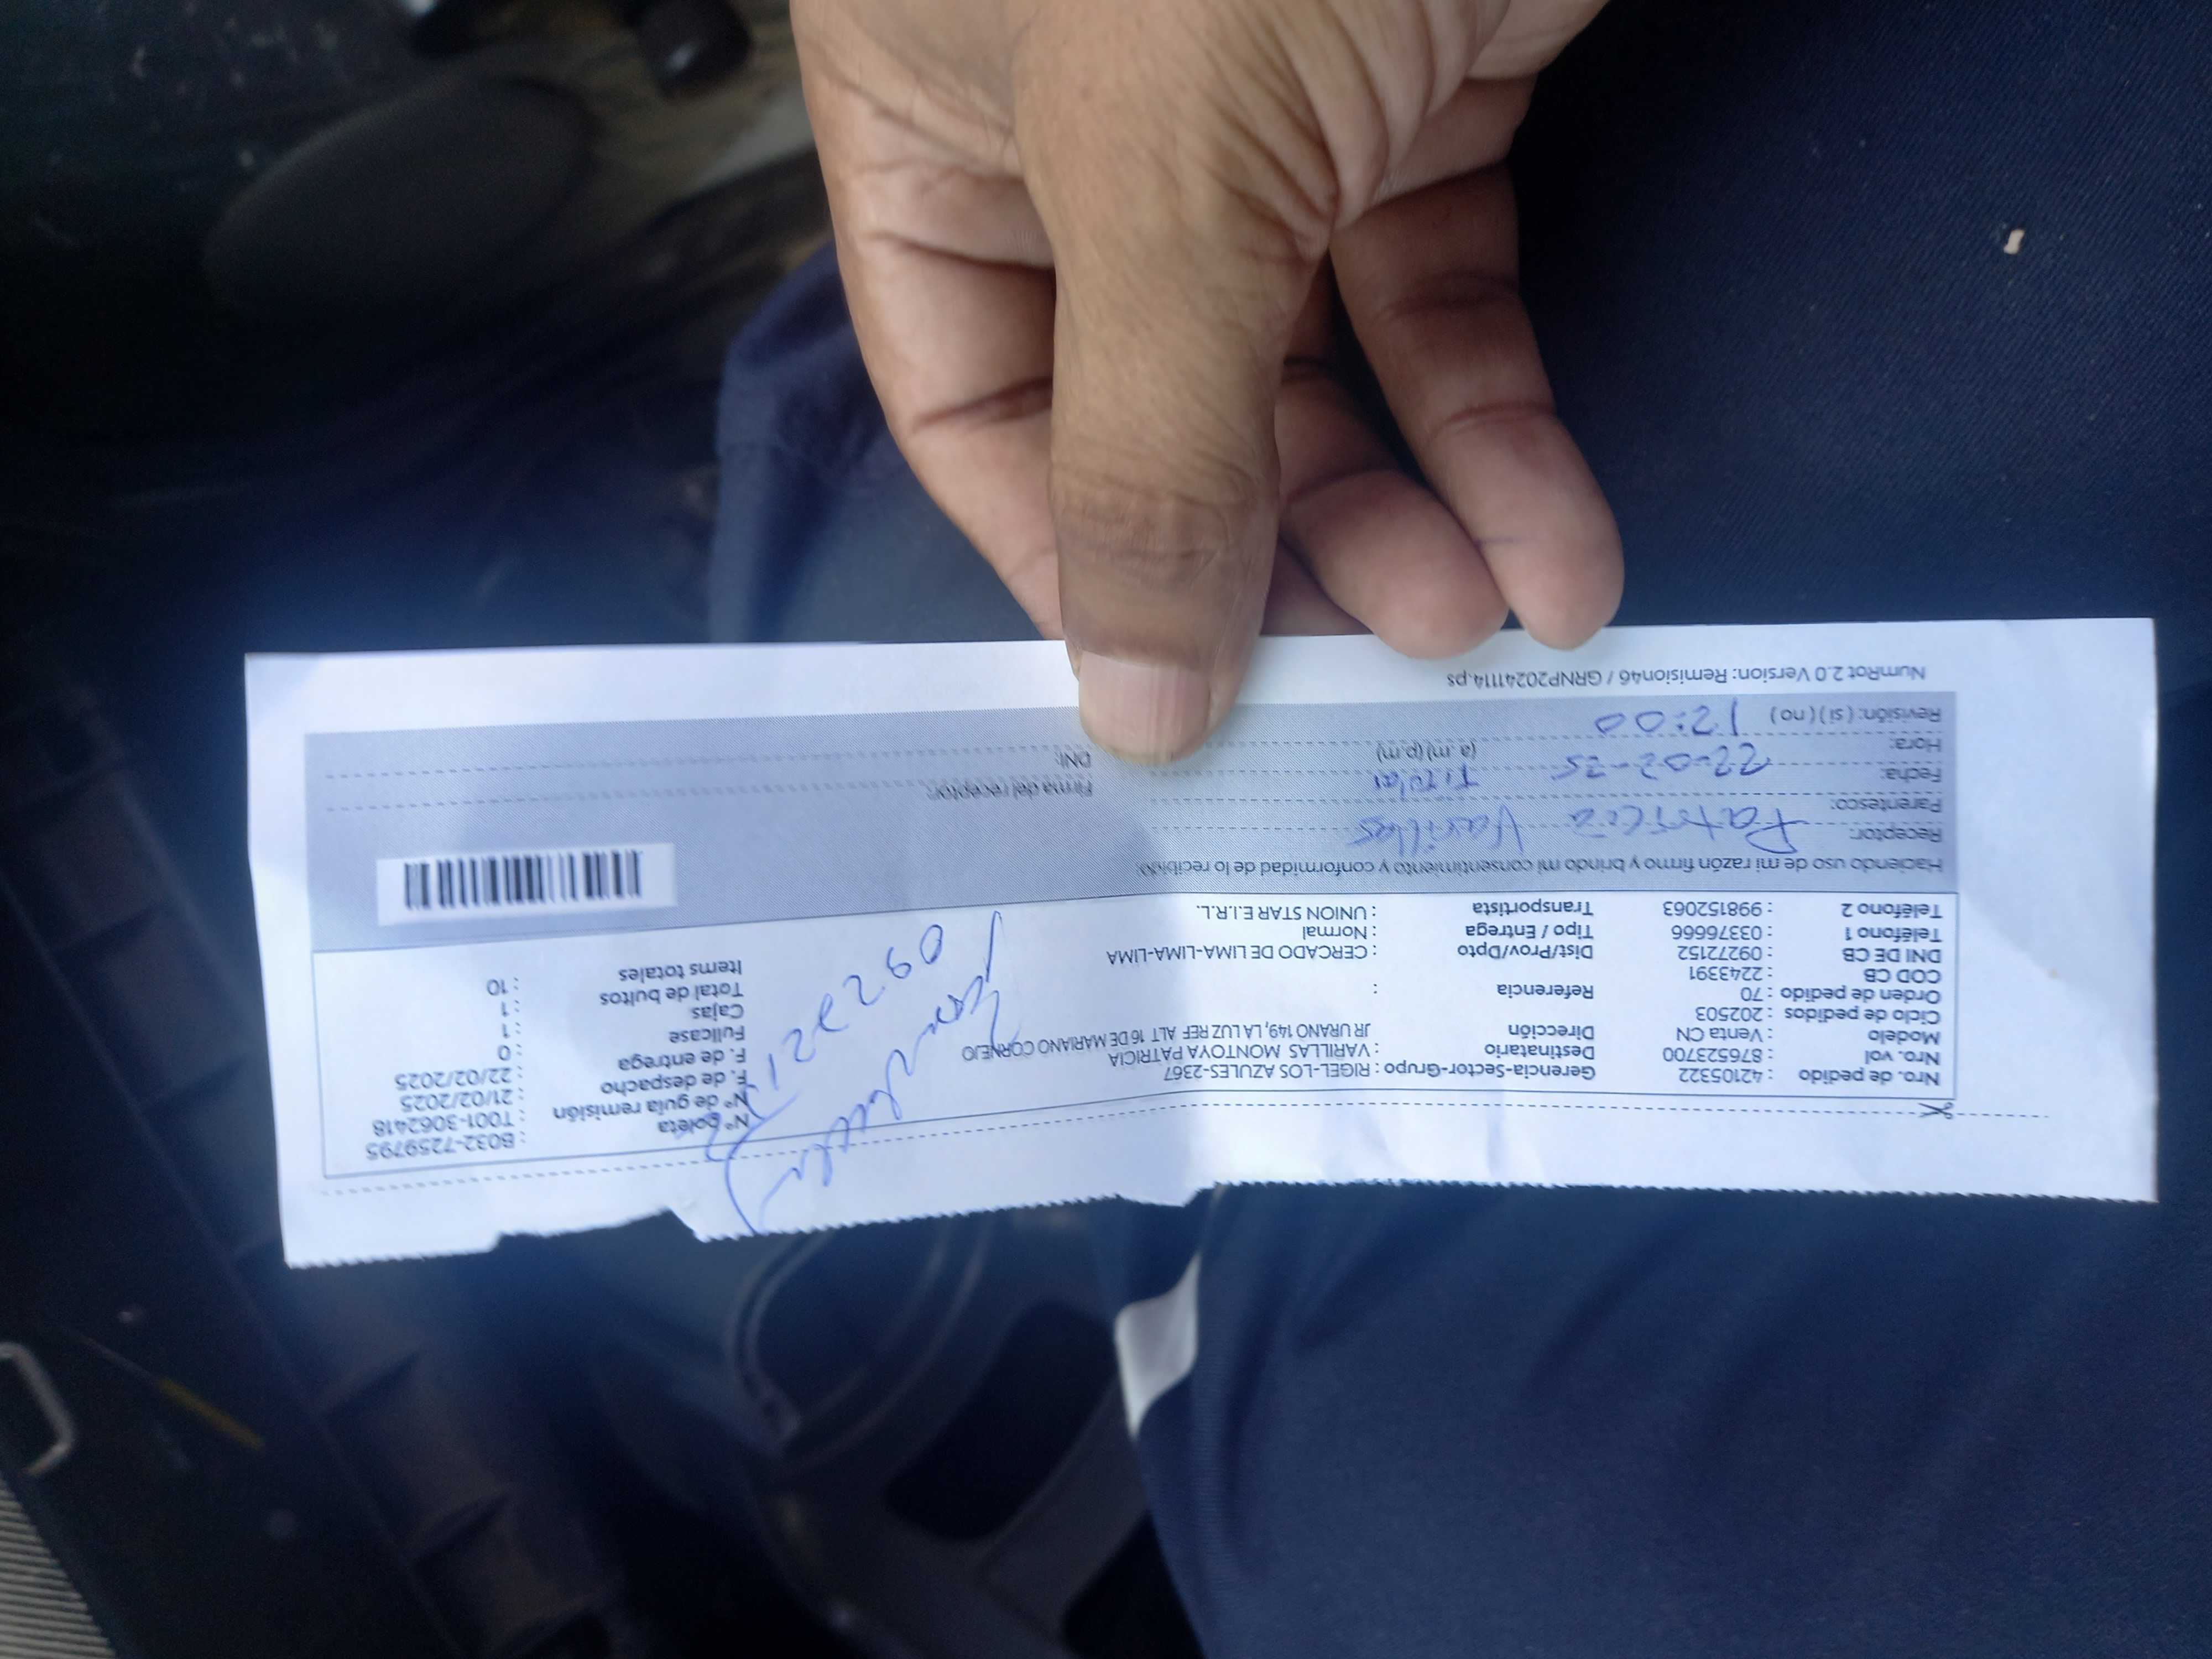 Nro. de pedido : 42105322
Nro. vol : 876523700
Modelo : Venta CN
Ciclo de pedidos : 202503
Orden de pedido : 70
COD CB : 2243391
DNI DE CB : 09272152
Teléfono 1 : 03376666
Teléfono 2 : 998152063
Gerencia-Sector-Grupo : RIGEL-LOS AZULES-2367
Destinatario : VARILLAS MONTOYA PATRICIA
Dirección JR URANO 149, LA LUZ REF ALT 16 DE MARIANO CORNEJO
Referencia :
Dist/Prov/Dpto : CERCADO DE LIMA-LIMA-LIMA
Tipo / Entrega : Normal
Transportista : UNION STAR E.I.R.L.
N° boleta : B032-7259795
N° de guía remisión : T001-3062418
F. de despacho : 21/02/2025
F. de entrega : 22/02/2025
Fullcase : 0
Cajas : 1
Total de bultos : 1
Items totales : 10
Haciendo uso de mi razón firmo y brindo mi consentimiento y conformidad de lo recibido:
Receptor: Patricia Varillas
Parentesco: Titular
Fecha: 22-02-25
Hora: 12:00 (a.m) (p.m)
Revisión: ( si ) ( no )
Firma del receptor:
DNI:
NumRot 2.0 Version: Remision46 / GRNP20241114.ps